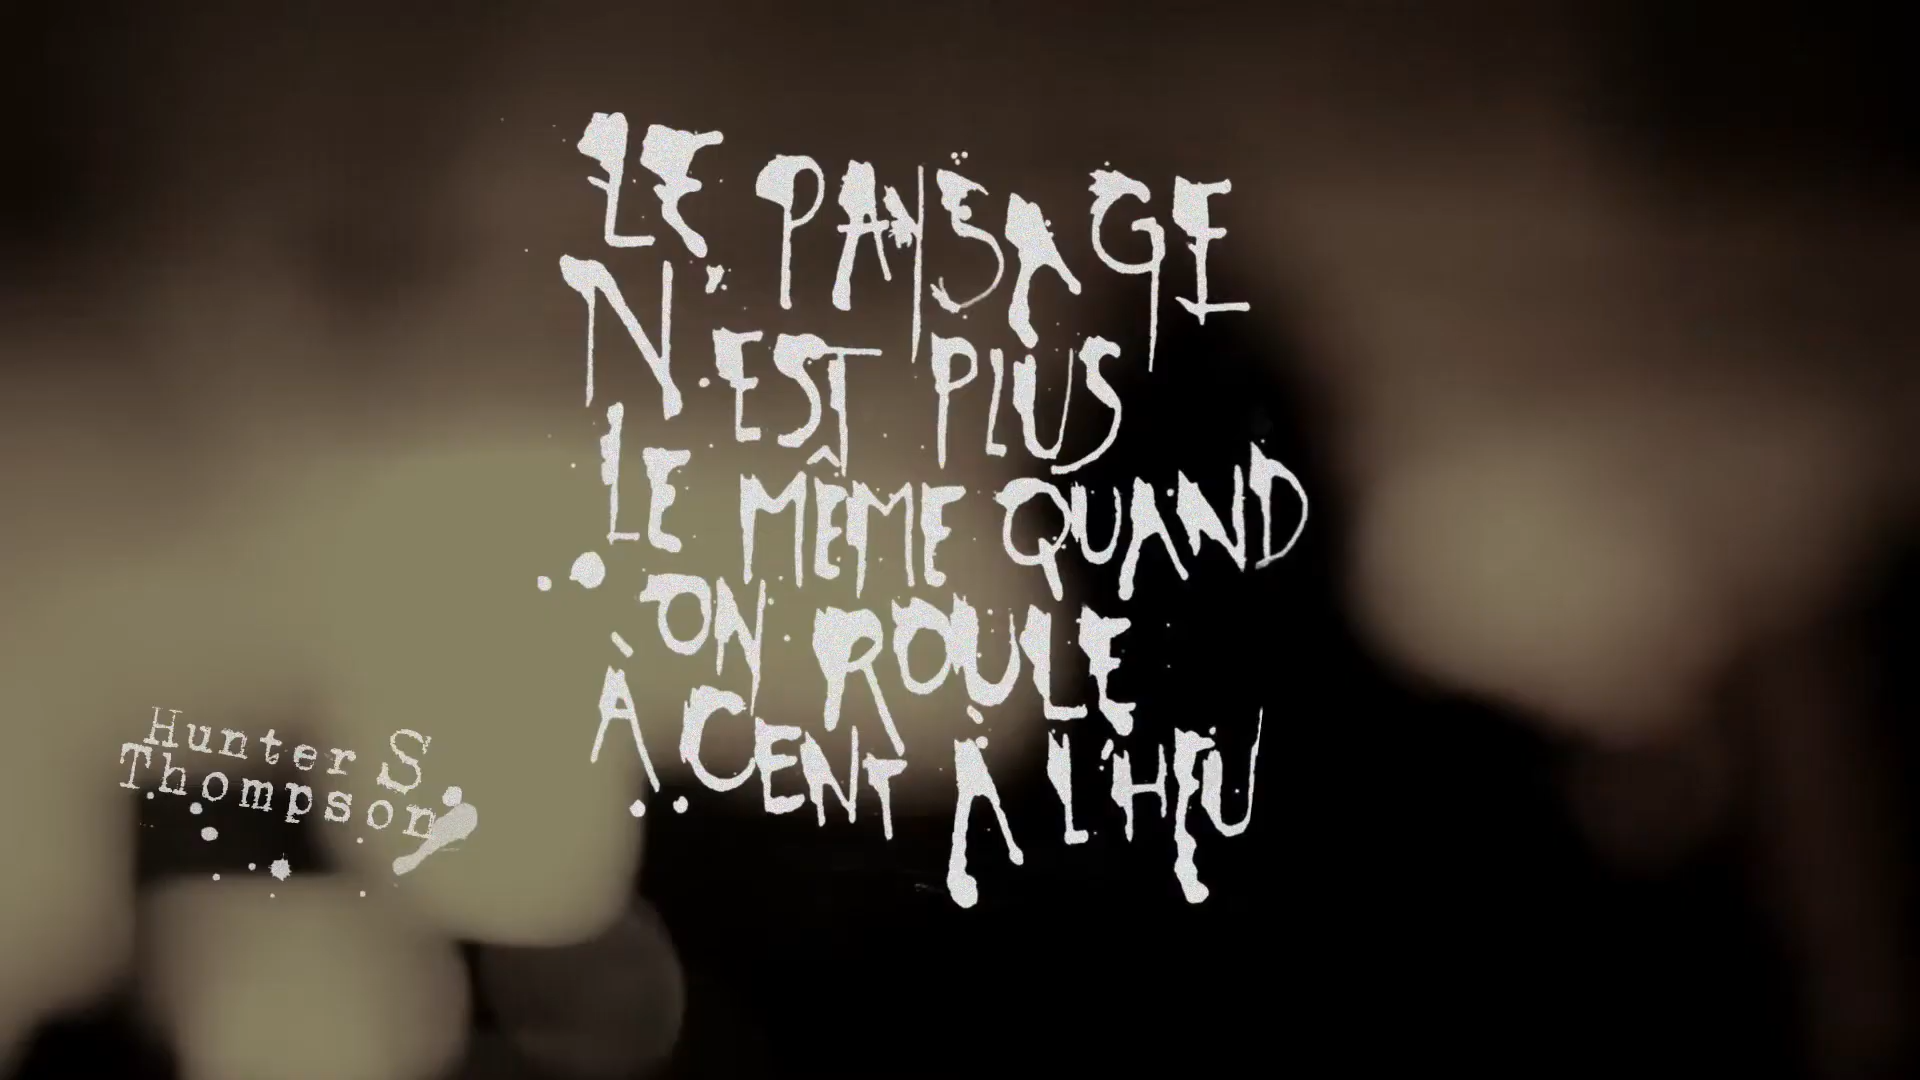 LE PAYSAGE
N'EST PLUS
LE MÊME QUAND
ON ROULE
À CENT À L'HEU
Hunter S
Thompson